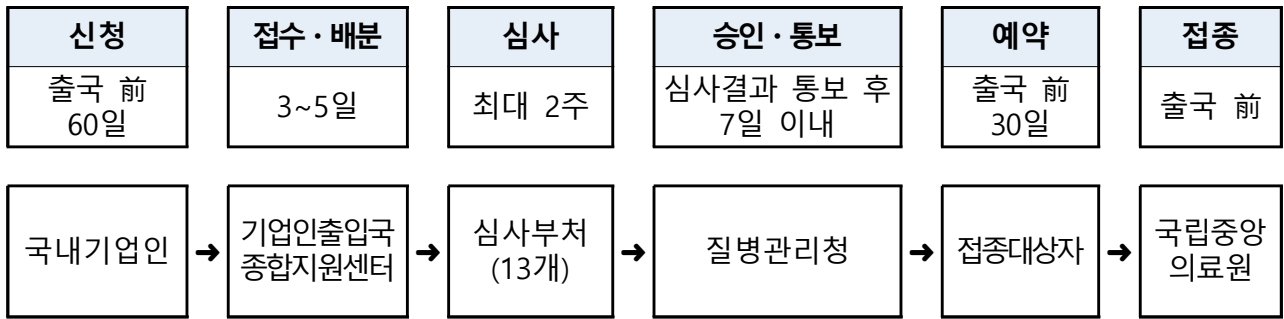 신청
출국 前
60일
접수·배분
3~5일
심사
최대 2주
승인·통보
심사결과 통보 후
7일 이내
예약
출국 前
30일
접종
출국 前
국내기업인
➜
기업인출입국
종합지원센터
➜
심사부처
(13개)
➜
질병관리청
➜
접종대상자
➜
국립중앙
의료원